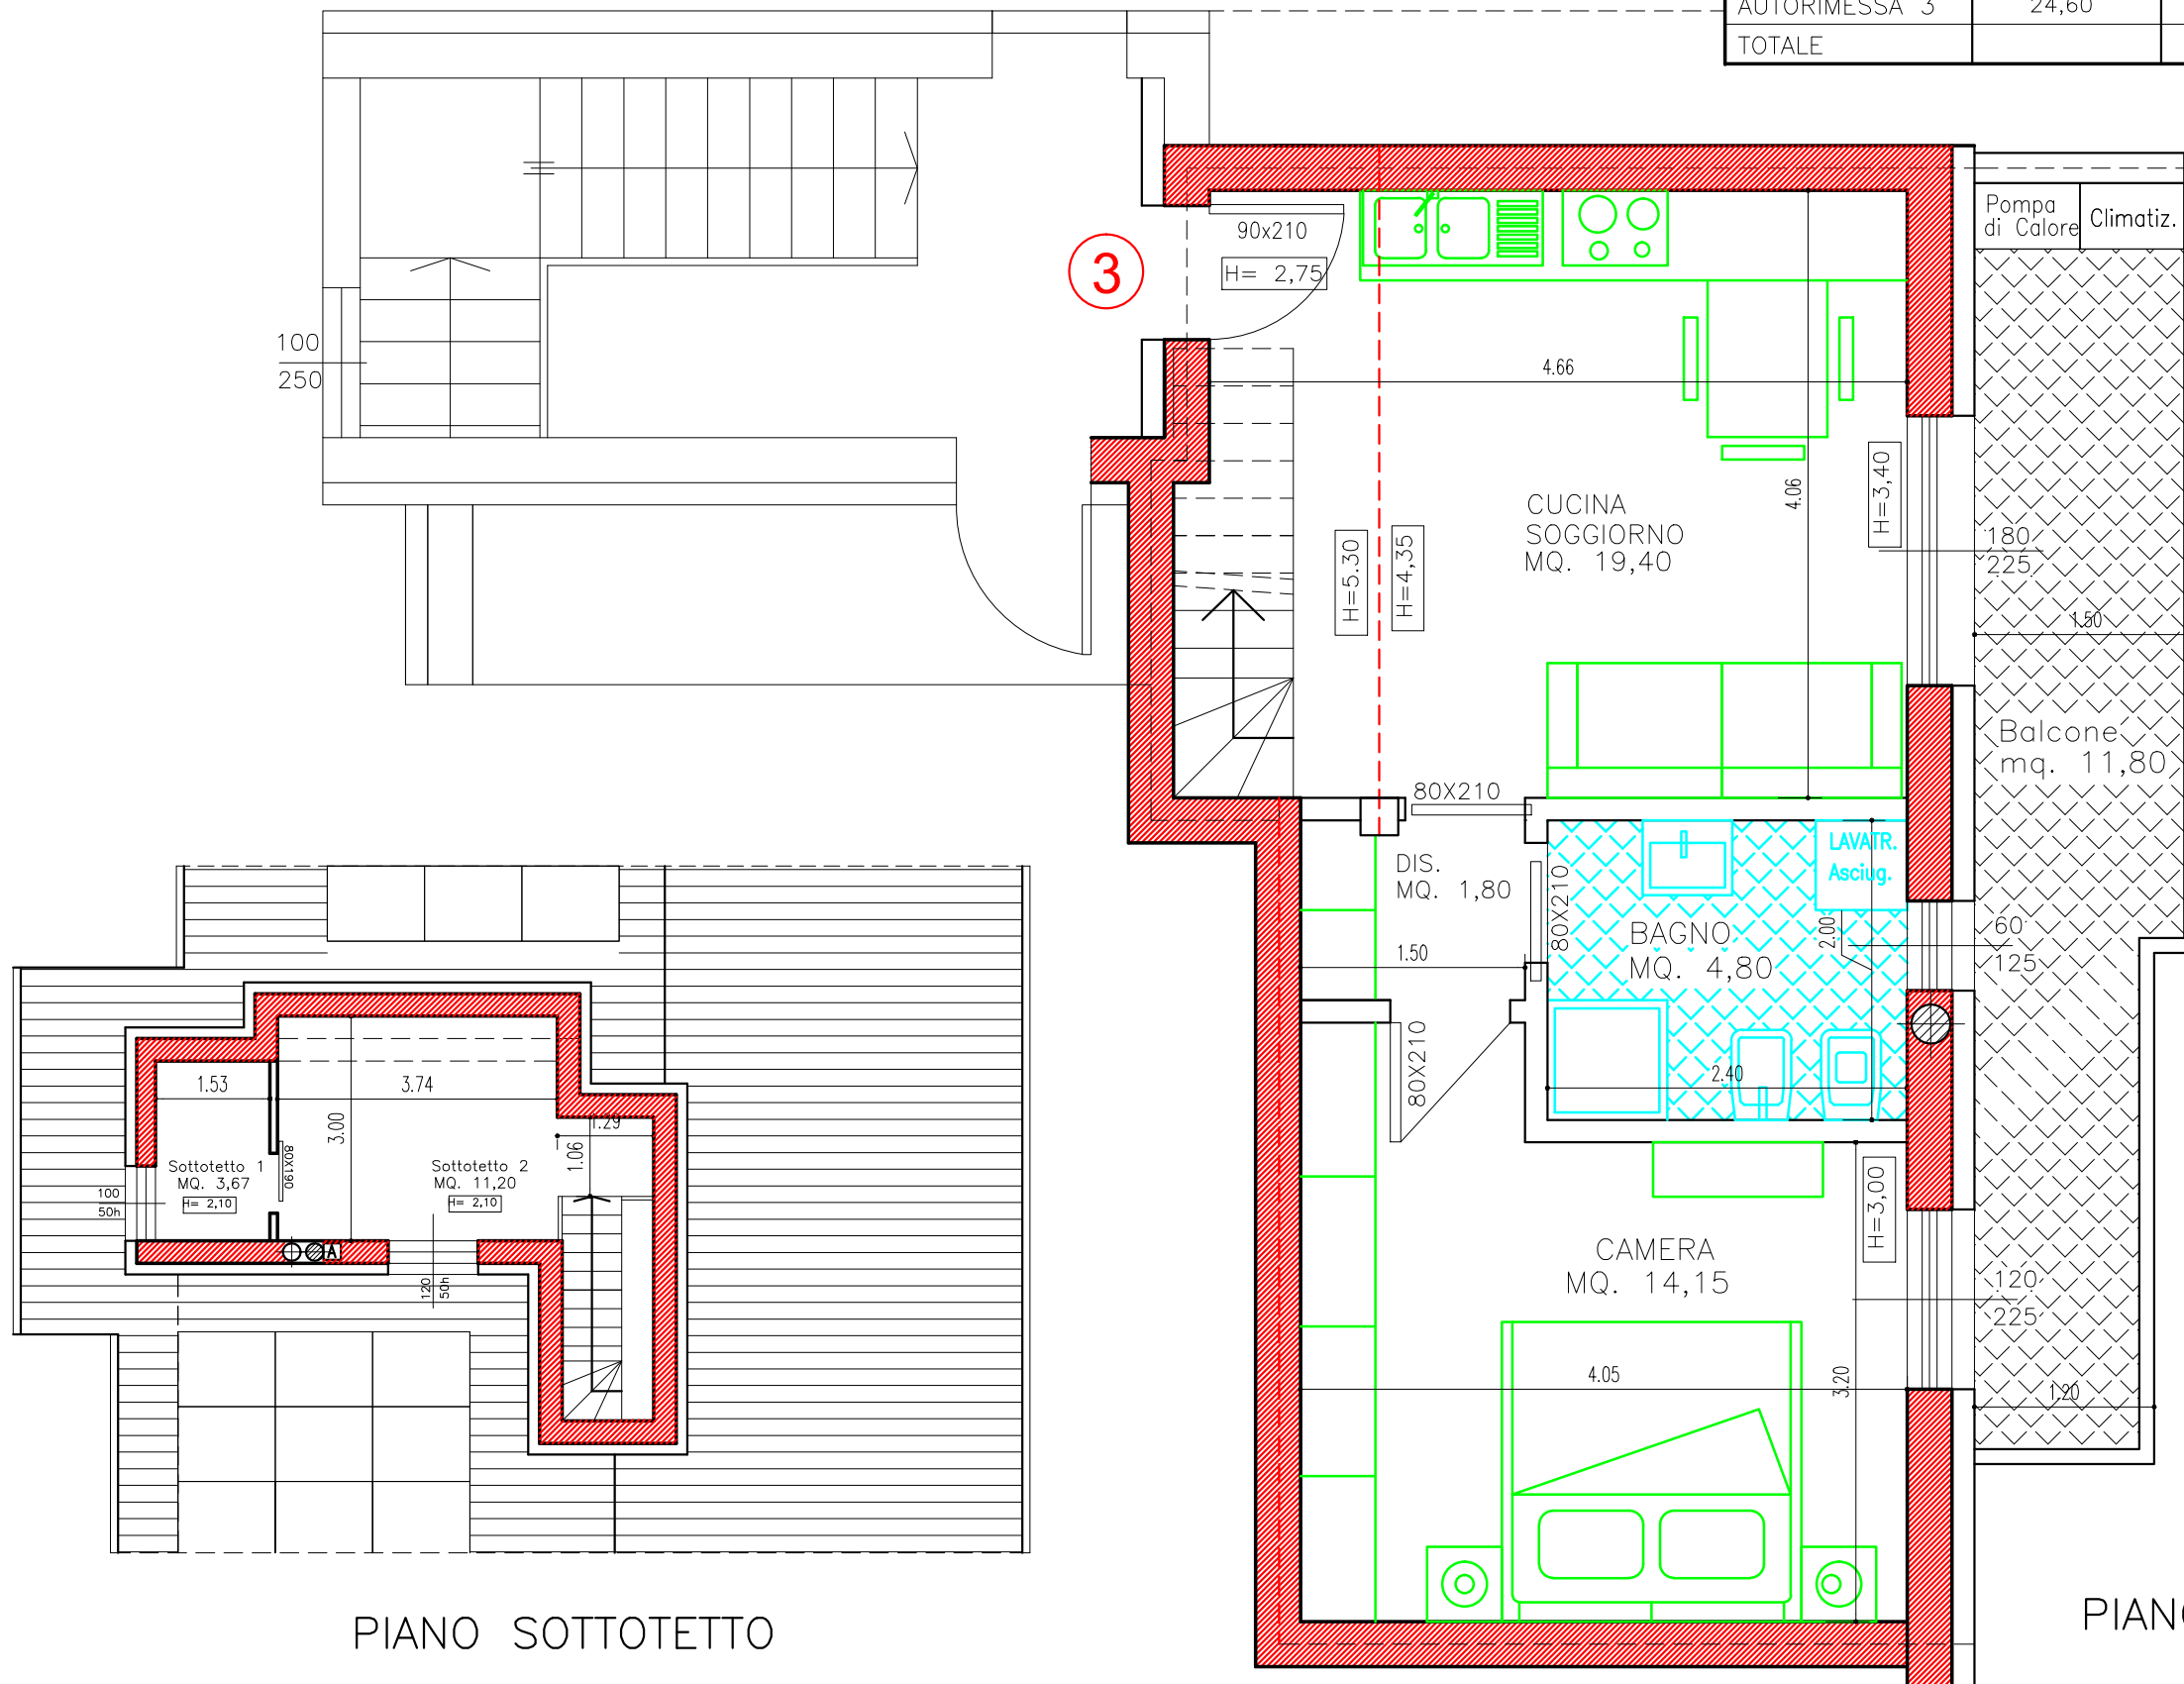 AUTORIMESSA 3 24,60
TOTALE
Pompa
di Calore
Climatiz.
90x210
H= 2,75
3
100
250
4.66
4.06
H=3,40
CUCINA
SOGGIORNO
MQ. 19,40
H=5.30
H=4,35
180
225
1.50
Balcone
mq. 11,80
80X210
LAVATR.
Asciug.
DIS.
MQ. 1,80
80X210
1.50
BAGNO
MQ. 4,80
2.00
60
125
80X210
2.40
H=3,00
CAMERA
MQ. 14,15
120
225
4.05
3.20
1.20
1.53
3.74
3.00
1.29
1.06
Sottotetto 1
MQ. 3,67
H= 2,10
80X190
Sottotetto 2
MQ. 11,20
H= 2,10
100
50h
A
120
50h
PIANO SOTTOTETTO
PIANO